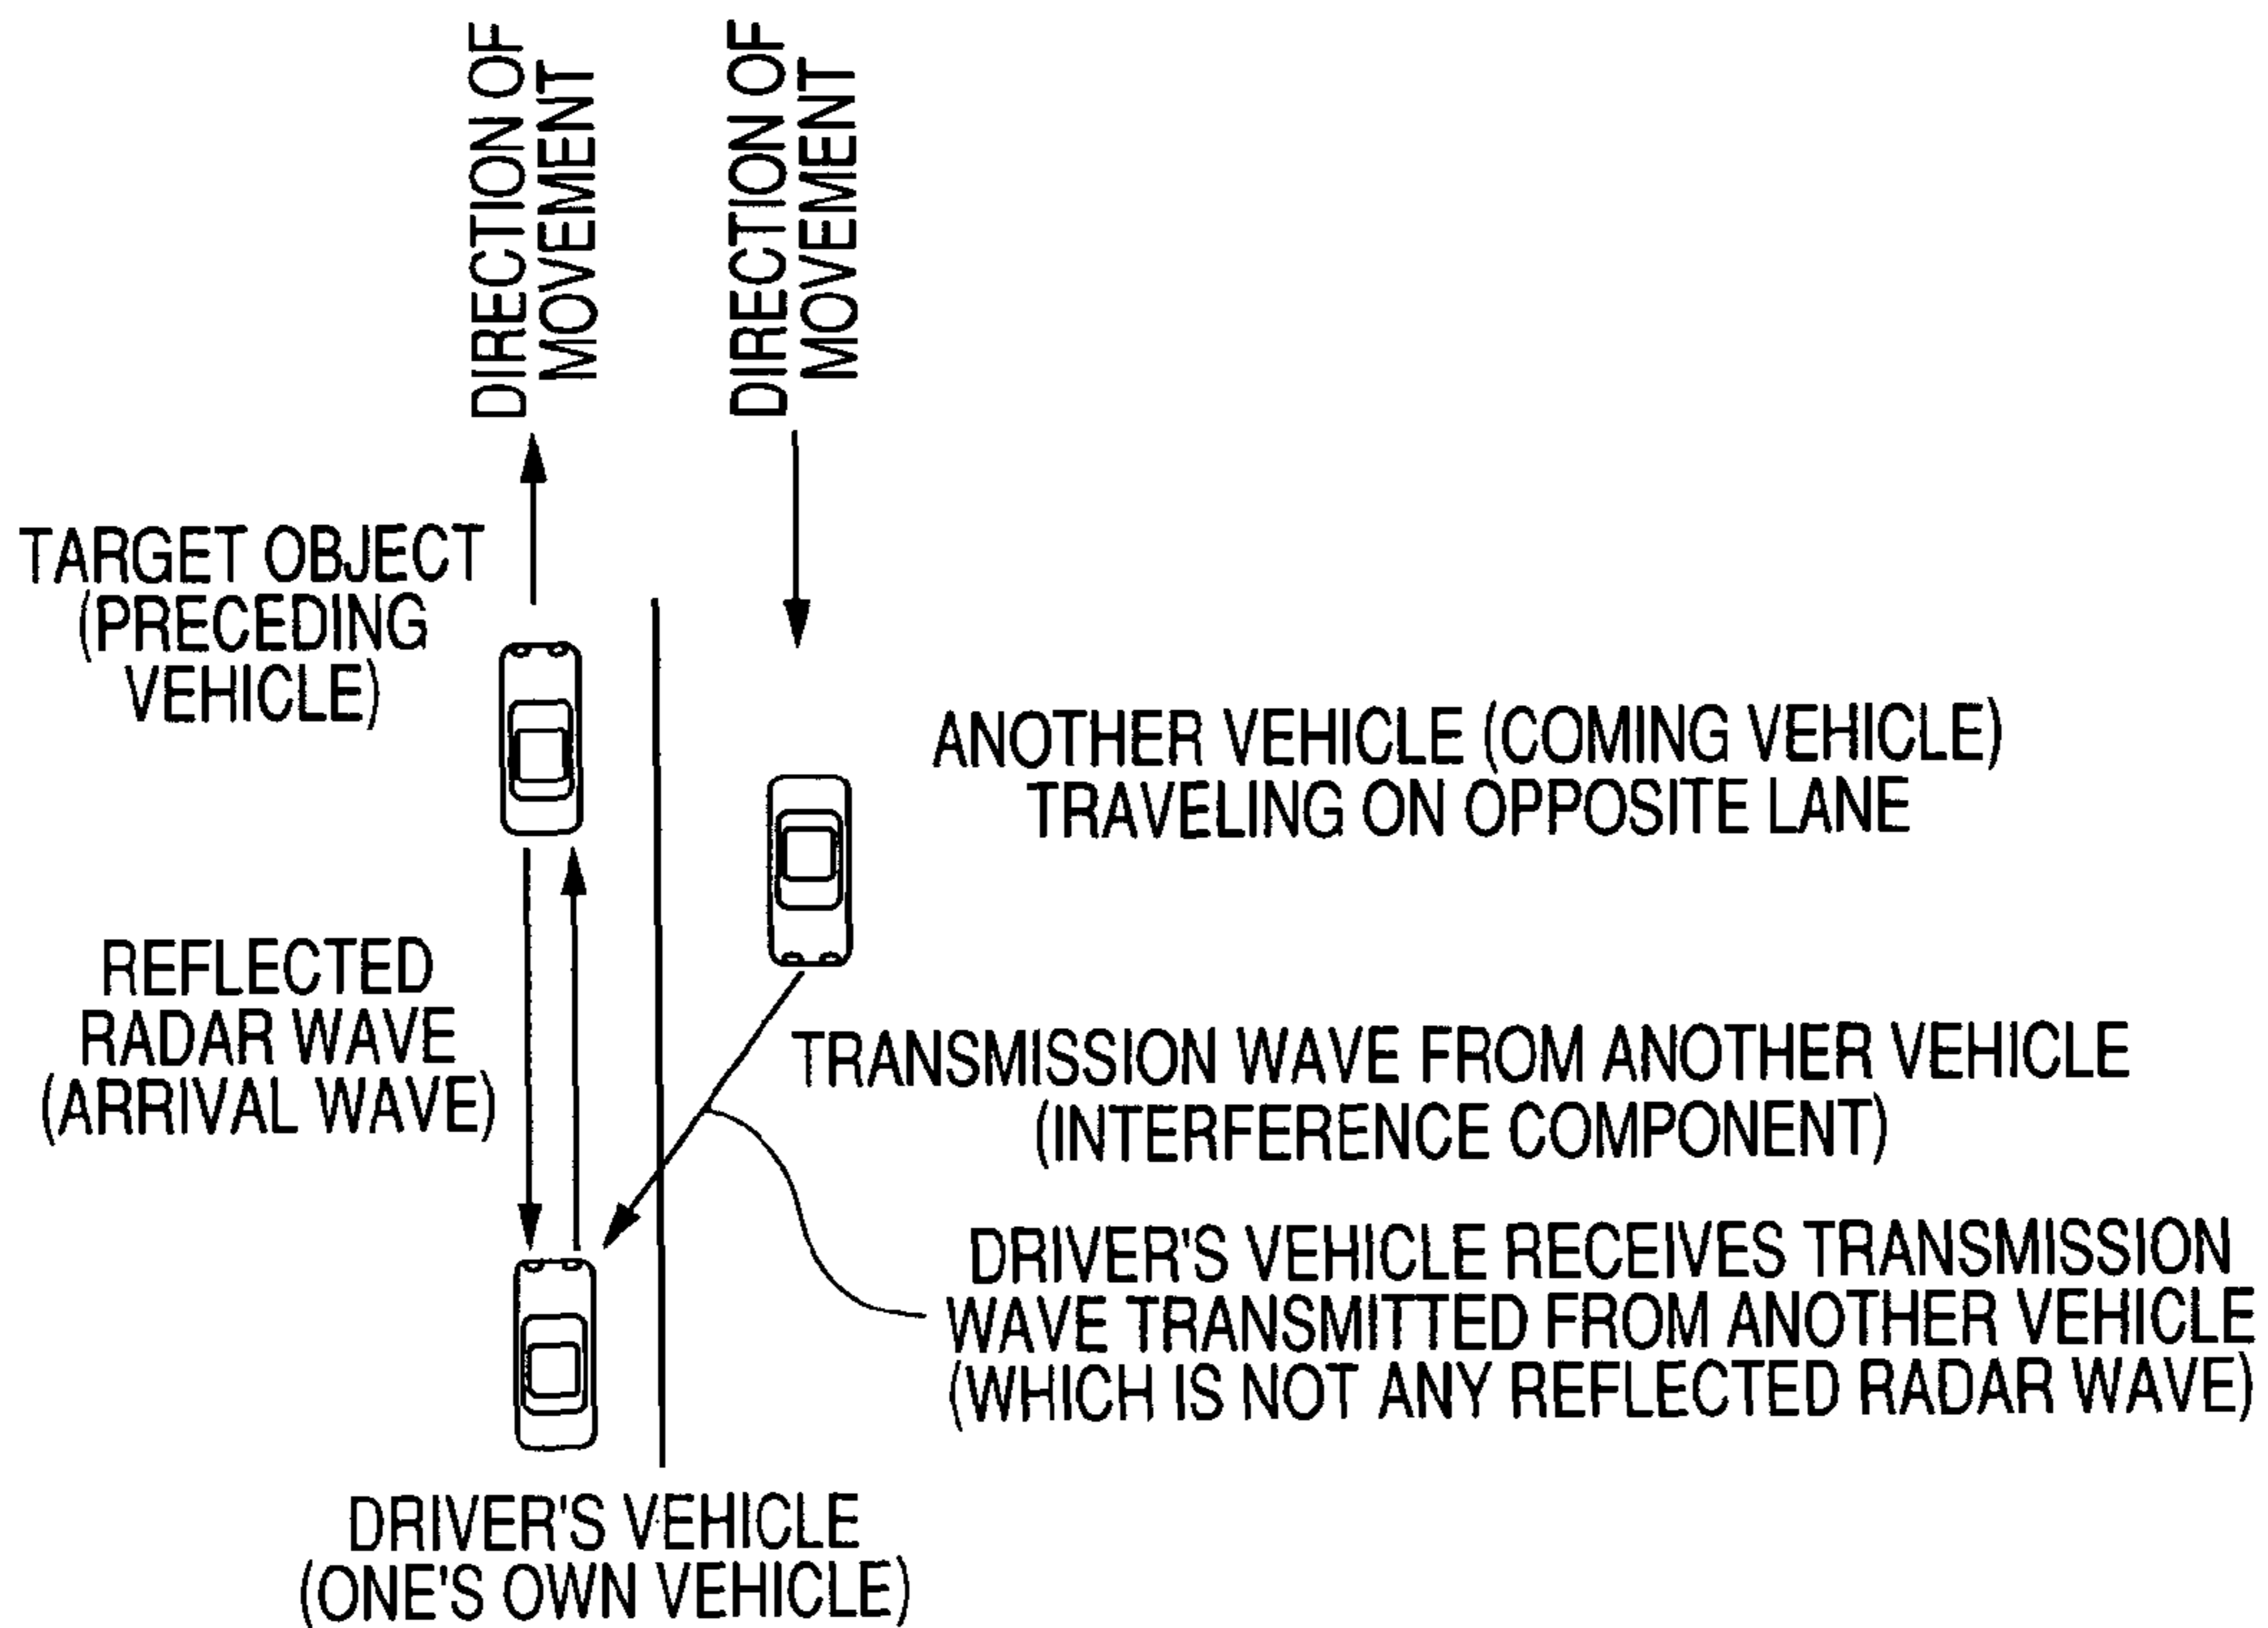 DIRECTION OF
MOVEMENT
DIRECTION OF
MOVEMENT
TARGET OBJECT
(PRECEDING
VEHICLE)
ANOTHER VEHICLE (COMING VEHICLE)
TRAVELING ON OPPOSITE LANE
REFLECTED
RADAR WAVE
(ARRIVAL WAVE)
TRANSMISSION WAVE FROM ANOTHER VEHICLE
(INTERFERENCE COMPONENT)
DRIVER'S VEHICLE RECEIVES TRANSMISSION
WAVE TRANSMITTED FROM ANOTHER VEHICLE
(WHICH IS NOT ANY REFLECTED RADAR WAVE)
DRIVER'S VEHICLE
(ONE'S OWN VEHICLE)